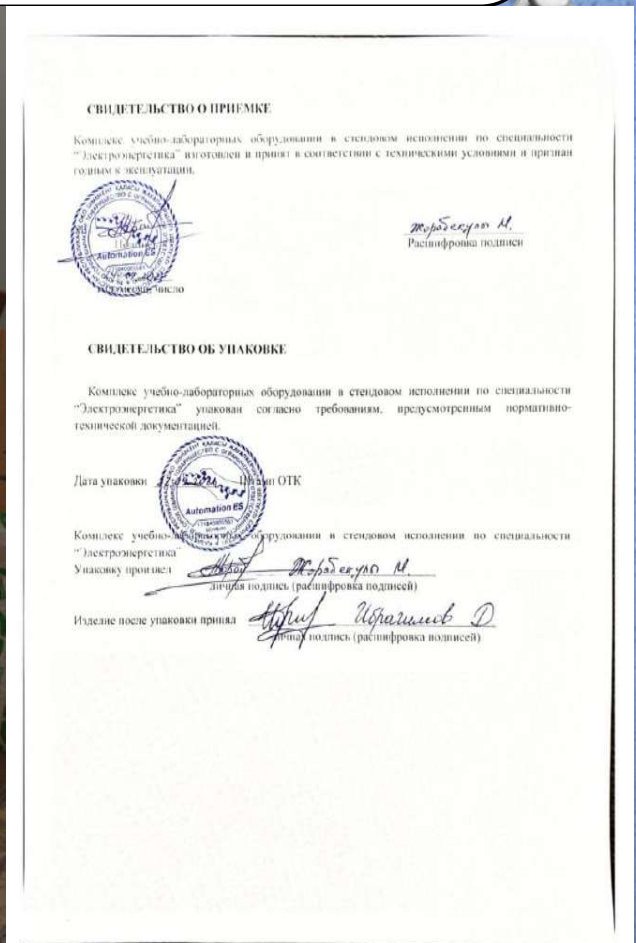 СВИДЕТЕЛЬСТВО О ПРИЕМКЕ
Комплекс учебно-лабораторных оборудовании в стендовом исполнении по специальности
"Электроэнергетика" изготовлен и принят в соответствии с техническими условиями и признан
годным к эксплуатации.
Жорабекулы М.
Расшифровка подписи
Automation ES
число
СВИДЕТЕЛЬСТВО ОБ УПАКОВКЕ
Комплекс учебно-лабораторных оборудовании в стендовом исполнении по специальности
"Электроэнергетика" упакован согласно требованиям, предусмотренным нормативно-
технической документацией.
Дата упаковки
ОТК
Automation ES
Комплекс учебно-лабораторных оборудовании в стендовом исполнении по специальности
"Электроэнергетика"
Упаковку произвел Жорабекулы М.
личная подпись (расшифровка подписей)
Изделие после упаковки принял Ибрагимов Д
личная подпись (расшифровка подписей)